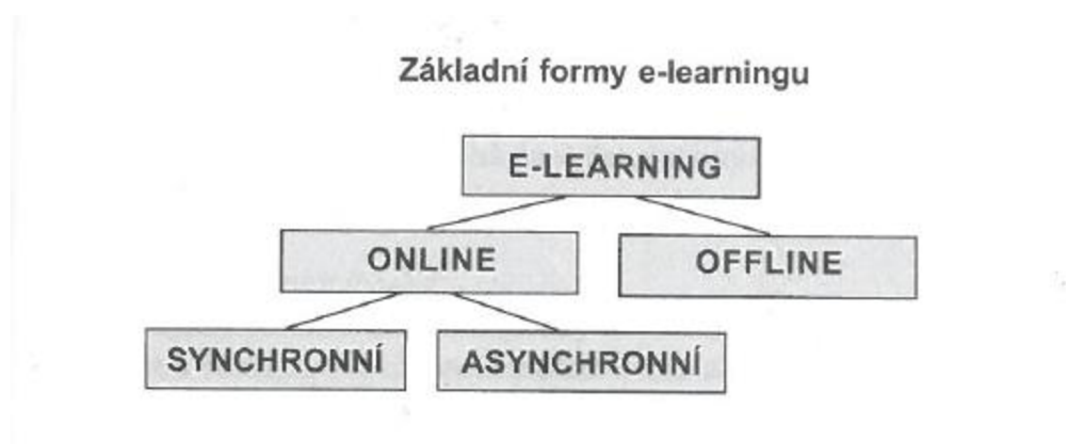 Základní formy e-learningu
E-LEARNING
ONLINE
OFFLINE
SYNCHRONNÍ
ASYNCHRONNÍ